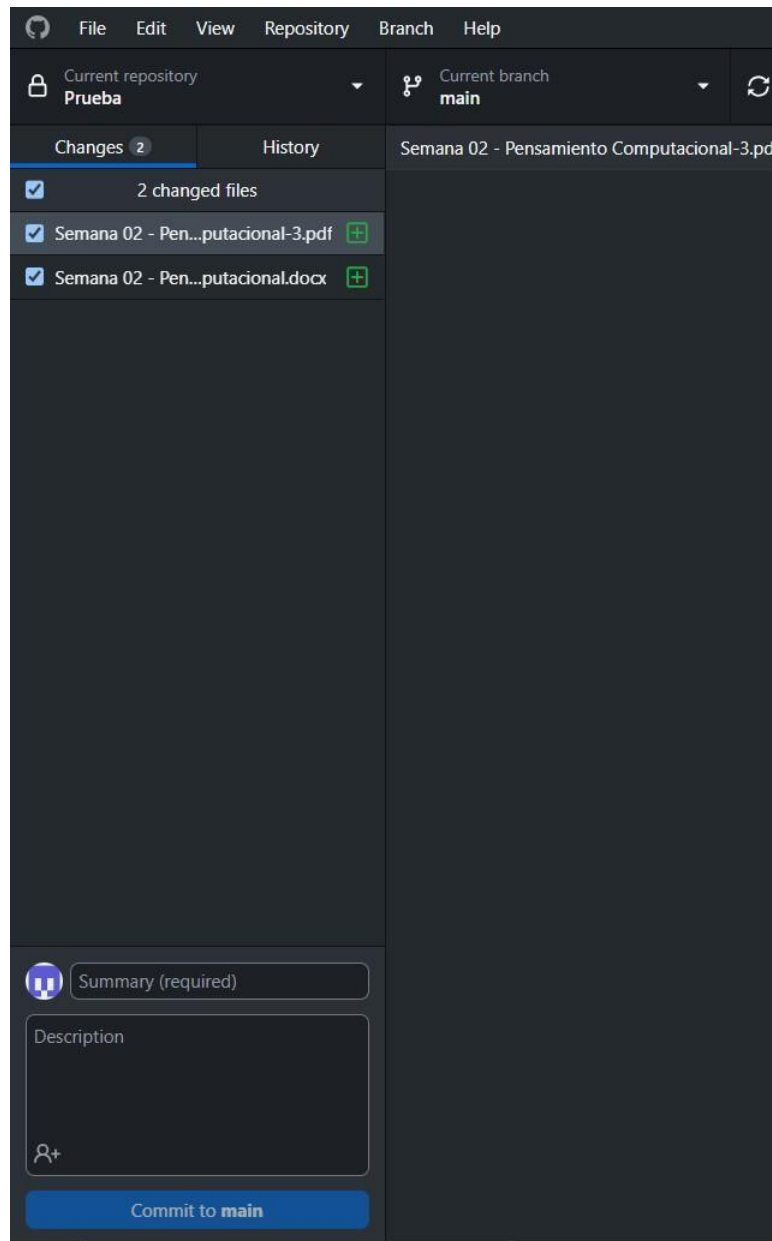 File Edit View Repository Branch Help
Current repository
Prueba
Current branch
main
Changes 2 History
2 changed files
Semana 02 - Pen...putacional-3.pdf
Semana 02 - Pen...putacional.docx
Semana 02 - Pensamiento Computacional-3.pd
Summary (required)
Description
Commit to main